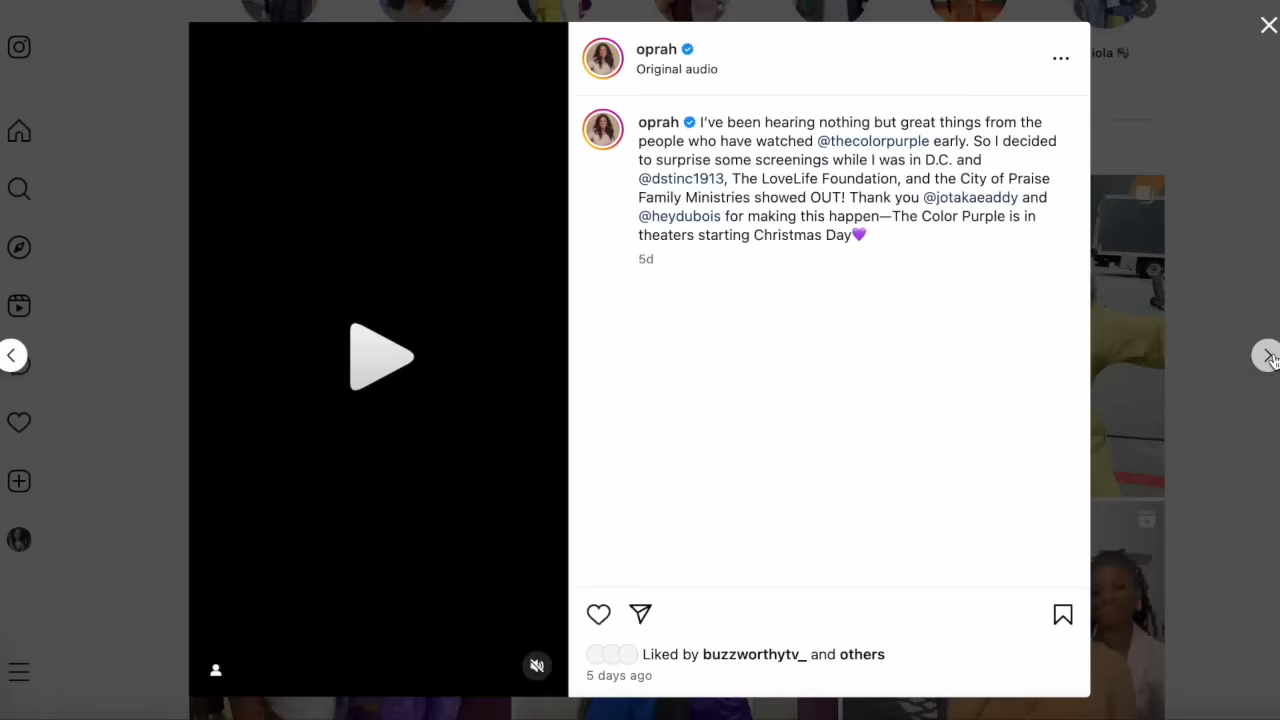 iola
oprah
Original audio
oprah I've been hearing nothing but great things from the
people who have watched @thecolorpurple early. So I decided
to surprise some screenings while I was in D.C. and
@dstinc1913, The LoveLife Foundation, and the City of Praise
Family Ministries showed OUT! Thank you @jotakaeaddy and
@heydubois for making this happen—The Color Purple is in
theaters starting Christmas Day💜
5d
Liked by buzzworthytv_ and others
5 days ago